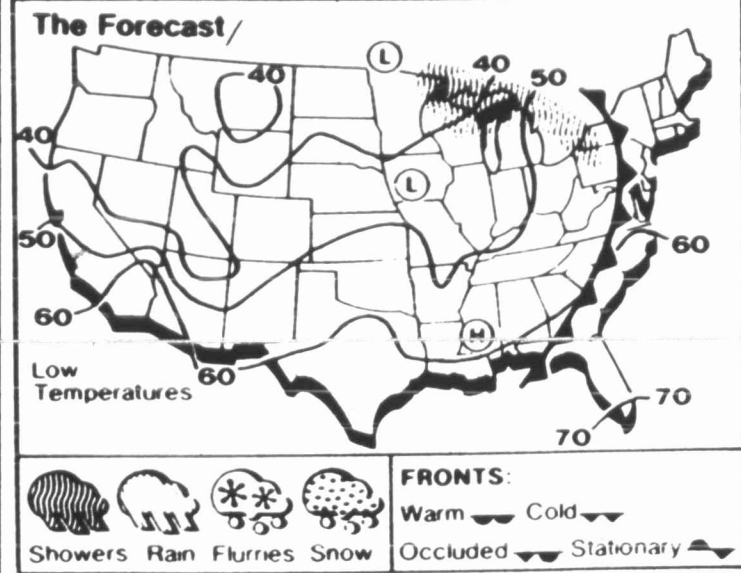 The Forecast/
L
40
40
50
40
L
50
60
60
H
60
Low
Temperatures
70
70
Showers Rain Flurries Snow
FRONTS:
Warm Cold
Occluded Stationary